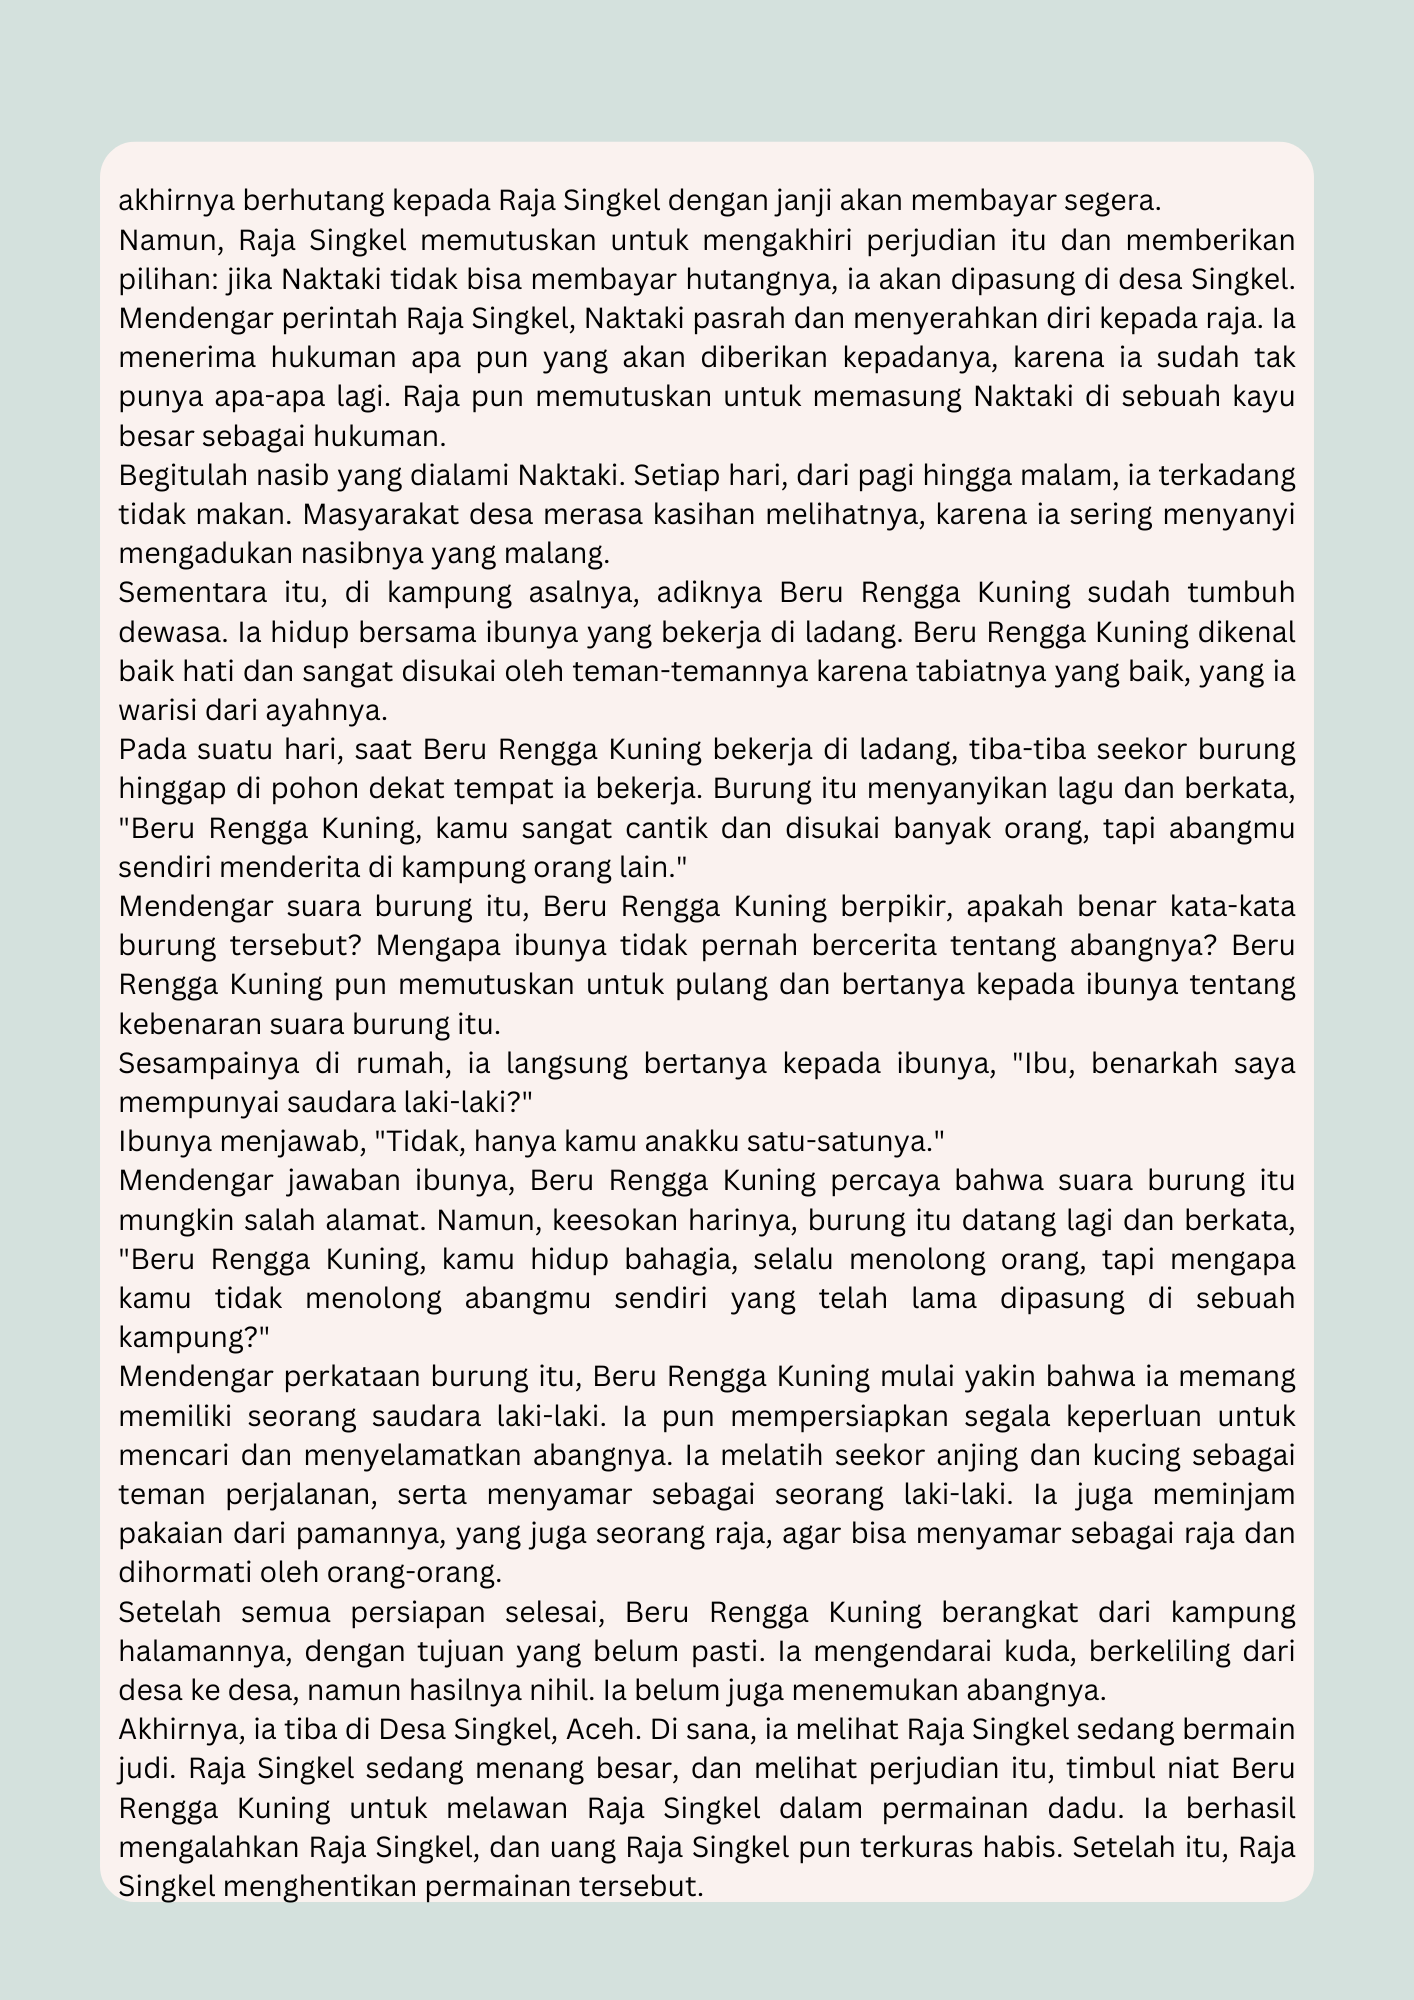 akhirnya berhutang kepada Raja Singkel dengan janji akan membayar segera.
Namun, Raja Singkel memutuskan untuk mengakhiri perjudian itu dan memberikan
pilihan: jika Naktaki tidak bisa membayar hutangnya, ia akan dipasung di desa Singkel.
Mendengar perintah Raja Singkel, Naktaki pasrah dan menyerahkan diri kepada raja. Ia
menerima hukuman apa pun yang akan diberikan kepadanya, karena ia sudah tak
punya apa-apa lagi. Raja pun memutuskan untuk memasung Naktaki di sebuah kayu
besar sebagai hukuman.
Begitulah nasib yang dialami Naktaki. Setiap hari, dari pagi hingga malam, ia terkadang
tidak makan. Masyarakat desa merasa kasihan melihatnya, karena ia sering menyanyi
mengadukan nasibnya yang malang.
Sementara itu, di kampung asalnya, adiknya Beru Rengga Kuning sudah tumbuh
dewasa. Ia hidup bersama ibunya yang bekerja di ladang. Beru Rengga Kuning dikenal
baik hati dan sangat disukai oleh teman-temannya karena tabiatnya yang baik, yang ia
warisi dari ayahnya.
Pada suatu hari, saat Beru Rengga Kuning bekerja di ladang, tiba-tiba seekor burung
hinggap di pohon dekat tempat ia bekerja. Burung itu menyanyikan lagu dan berkata,
"Beru Rengga Kuning, kamu sangat cantik dan disukai banyak orang, tapi abangmu
sendiri menderita di kampung orang lain."
Mendengar suara burung itu, Beru Rengga Kuning berpikir, apakah benar kata-kata
burung tersebut? Mengapa ibunya tidak pernah bercerita tentang abangnya? Beru
Rengga Kuning pun memutuskan untuk pulang dan bertanya kepada ibunya tentang
kebenaran suara burung itu.
Sesampainya di rumah, ia langsung bertanya kepada ibunya, "Ibu, benarkah saya
mempunyai saudara laki-laki?"
Ibunya menjawab, "Tidak, hanya kamu anakku satu-satunya."
Mendengar jawaban ibunya, Beru Rengga Kuning percaya bahwa suara burung itu
mungkin salah alamat. Namun, keesokan harinya, burung itu datang lagi dan berkata,
"Beru Rengga Kuning, kamu hidup bahagia, selalu menolong orang, tapi mengapa
kamu tidak menolong abangmu sendiri yang telah lama dipasung di sebuah
kampung?"
Mendengar perkataan burung itu, Beru Rengga Kuning mulai yakin bahwa ia memang
memiliki seorang saudara laki-laki. Ia pun mempersiapkan segala keperluan untuk
mencari dan menyelamatkan abangnya. Ia melatih seekor anjing dan kucing sebagai
teman perjalanan, serta menyamar sebagai seorang laki-laki. Ia juga meminjam
pakaian dari pamannya, yang juga seorang raja, agar bisa menyamar sebagai raja dan
dihormati oleh orang-orang.
Setelah semua persiapan selesai, Beru Rengga Kuning berangkat dari kampung
halamannya, dengan tujuan yang belum pasti. Ia mengendarai kuda, berkeliling dari
desa ke desa, namun hasilnya nihil. Ia belum juga menemukan abangnya.
Akhirnya, ia tiba di Desa Singkel, Aceh. Di sana, ia melihat Raja Singkel sedang bermain
judi. Raja Singkel sedang menang besar, dan melihat perjudian itu, timbul niat Beru
Rengga Kuning untuk melawan Raja Singkel dalam permainan dadu. Ia berhasil
mengalahkan Raja Singkel, dan uang Raja Singkel pun terkuras habis. Setelah itu, Raja
Singkel menghentikan permainan tersebut.